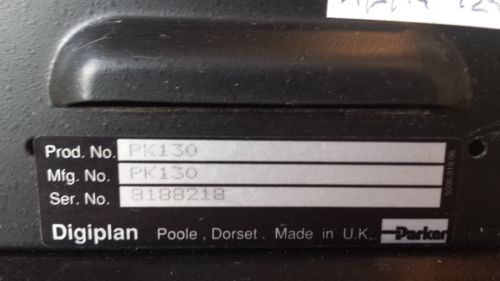 Prod. No. PK130
Mfg. No. PK130
Ser. No. 8188218
Digiplan Poole, Dorset. Made in U.K. Parker